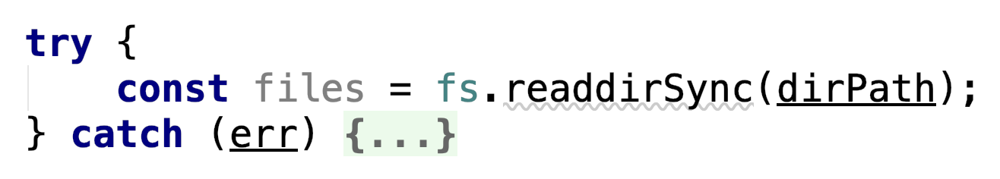 try {
    const files = fs.readdirSync(dirPath);
} catch (err) {...}